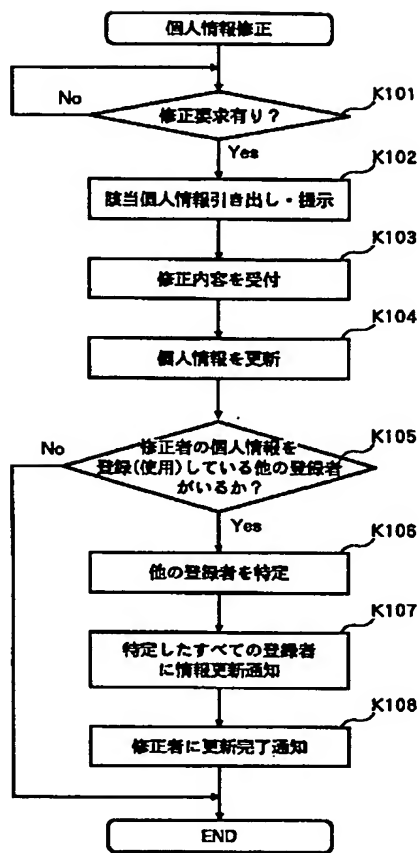 個人情報修正
No
修正要求有り？
K101
Yes
K102
該当個人情報引き出し・提示
K103
修正内容を受付
K104
個人情報を更新
No
修正者の個人情報を
登録(使用)している他の登録者
がいるか？
K105
Yes
K106
他の登録者を特定
K107
特定したすべての登録者
に情報更新通知
K108
修正者に更新完了通知
END